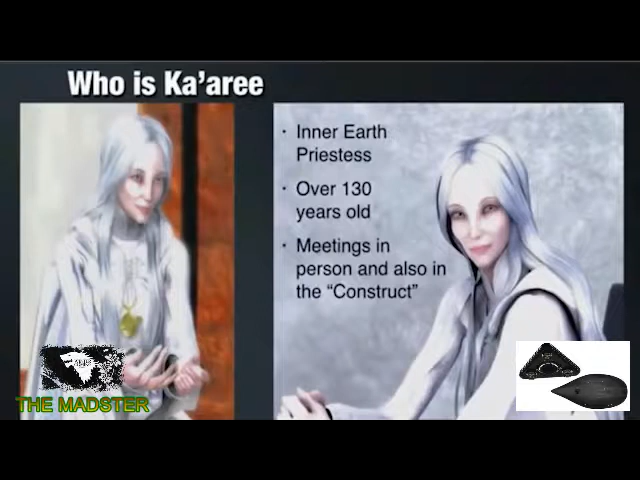 Who is Ka'aree
· Inner Earth
Priestess
· Over 130
years old
· Meetings in
person and also in
the “Construct”
THE MADSTER